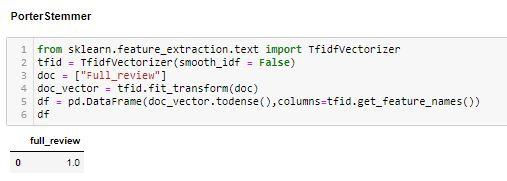 PorterStemmer
1 from sklearn.feature_extraction.text import TfidfVectorizer
2 tfid = TfidfVectorizer(smooth_idf = False)
3 doc = ["Full_review"]
4 doc_vector = tfid.fit_transform(doc)
5 df = pd.DataFrame(doc_vector.todense(),columns=tfid.get_feature_names())
6 df
full_review
0 1.0